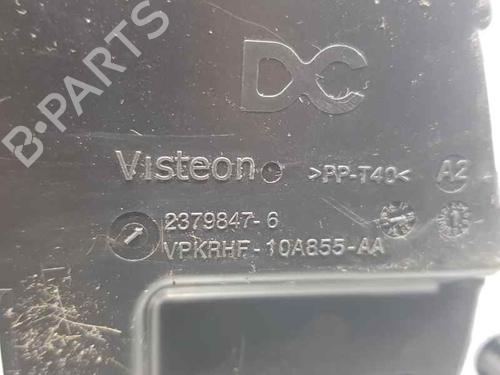 B-PARTS
DC
Visteon >PP-T40< A2
2379847-6
VPKRHF-10A855-AA